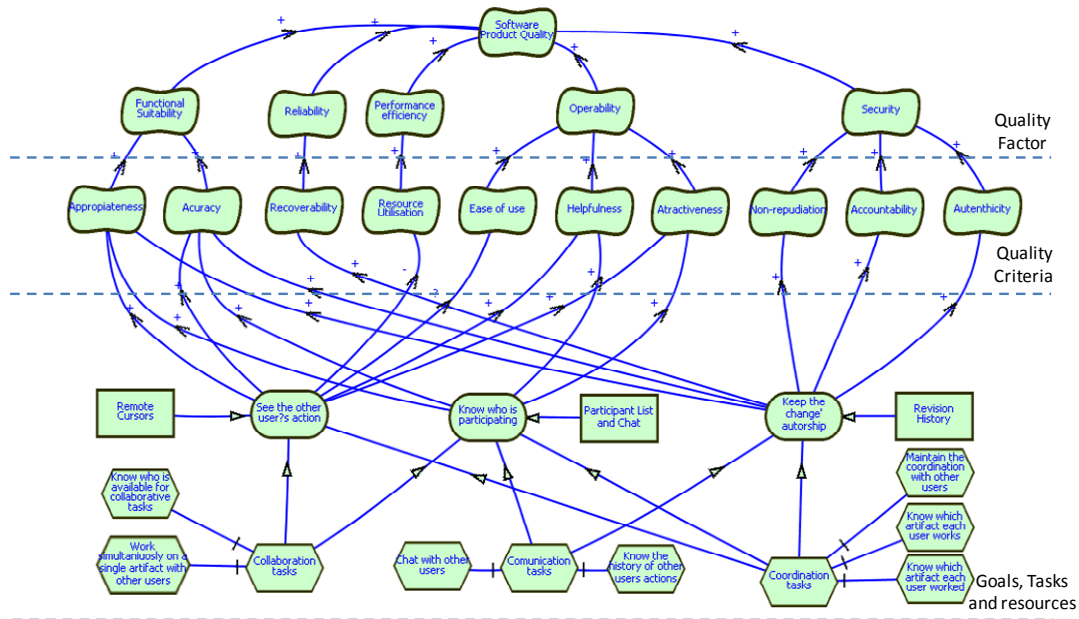 Software
Product Quality
+
+
+
+
+
Functional
Suitability
Reliability
Performance
efficiency
Operability
Security
Quality
Factor
+
+
+
+
+
+
+
+
+
+
Appropiateness
Acuracy
Recoverability
Resource
Utilisation
Ease of use
Helpfulness
Atractiveness
Non-repudiation
Accountability
Autenthicity
Quality
Criteria
+
-
+
+
+
+
?
+
+
+
+
+
+
+
+
+
+
Remote
Cursors
See the other
user?s action
Know who is
participating
Participant List
and Chat
Keep the
change'
autorship
Revision
History
Know who is
available for
collaborative
tasks
Maintain the
coordination
with other
users
Know which
artifact each
user works
Work
simultaniuosly on a
single artifact with
other users
Collaboration
tasks
Chat with other
users
Comunication
tasks
Know the
history of other
users actions
Coordination
tasks
Know which
artifact each
user worked
Goals, Tasks
and resources